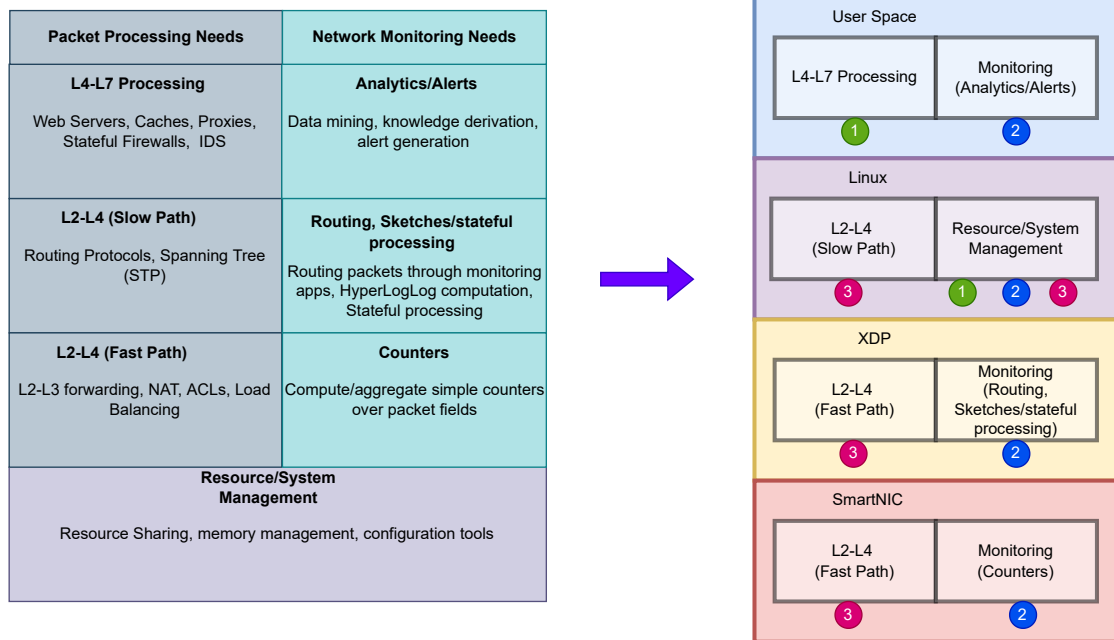 Packet Processing Needs
Network Monitoring Needs
L4-L7 Processing
Web Servers, Caches, Proxies,
Stateful Firewalls, IDS
Analytics/Alerts
Data mining, knowledge derivation,
alert generation
L2-L4 (Slow Path)
Routing Protocols, Spanning Tree
(STP)
Routing, Sketches/stateful
processing
Routing packets through monitoring
apps, HyperLogLog computation,
Stateful processing
L2-L4 (Fast Path)
L2-L3 forwarding, NAT, ACLs, Load
Balancing
Counters
Compute/aggregate simple counters
over packet fields
Resource/System
Management
Resource Sharing, memory management, configuration tools
User Space
L4-L7 Processing
1
Monitoring
(Analytics/Alerts)
2
Linux
L2-L4
(Slow Path)
3
Resource/System
Management
1
2
3
XDP
L2-L4
(Fast Path)
3
Monitoring
(Routing,
Sketches/stateful
processing)
2
SmartNIC
L2-L4
(Fast Path)
3
Monitoring
(Counters)
2